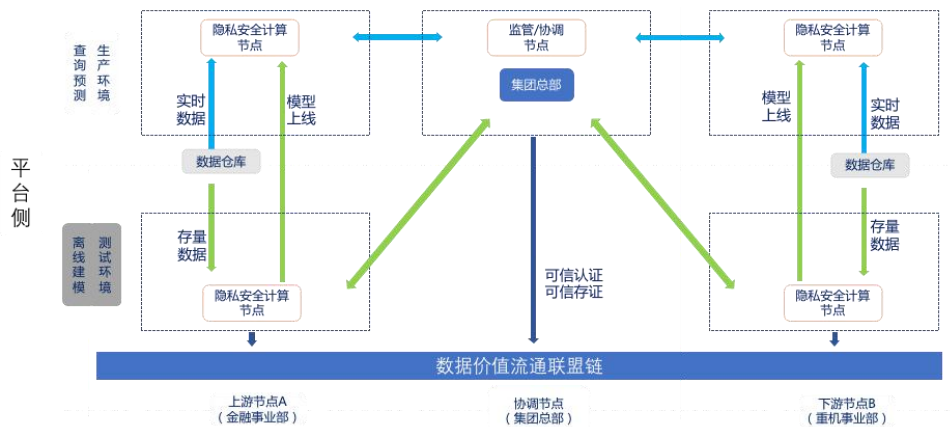 隐私安全计算
节点
监管/协调
节点
隐私安全计算
节点
查询预测
生产环境
集团总部
实时
数据
模型
上线
模型
上线
实时
数据
数据仓库
数据仓库
平台侧
离线建模
测试环境
存量
数据
存量
数据
可信认证
可信存证
隐私安全计算
节点
隐私安全计算
节点
数据价值流通联盟链
上游节点A
（金融事业部）
协调节点
（集团总部）
下游节点B
（重机事业部）